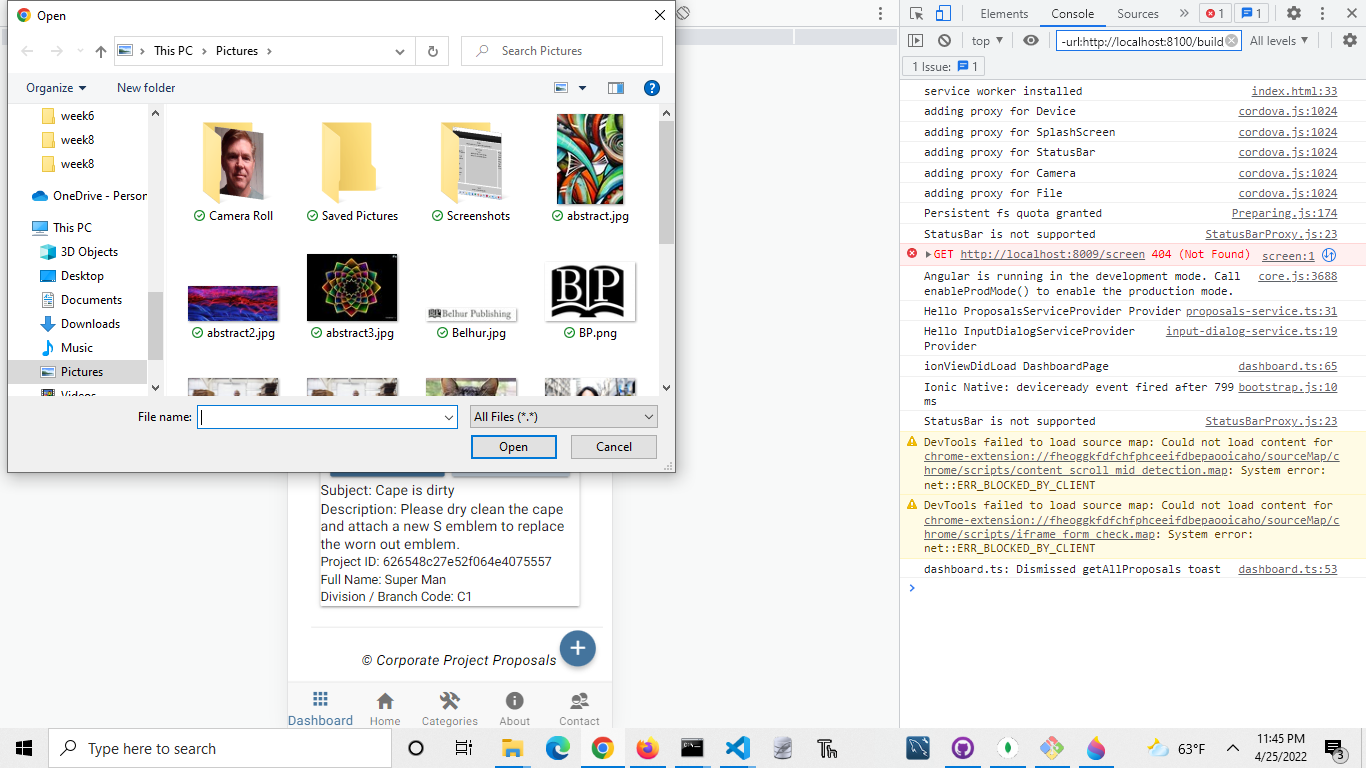 Open
This PC
Pictures
Search Pictures
Organize
New folder
week6
week8
week8
OneDrive - Person
This PC
3D Objects
Desktop
Documents
Downloads
Music
Pictures
Camera Roll
Saved Pictures
Screenshots
abstract.jpg
abstract2.jpg
abstract3.jpg
BP
Belhur Publishing
Belhur.jpg
BP.png
File name:
All Files (*.*)
Open
Cancel
Subject: Cape is dirty
Description: Please dry clean the cape
and attach a new S emblem to replace
the worn out emblem.
Project ID: 626548c27e52f064e4075557
Full Name: Super Man
Division / Branch Code: C1
© Corporate Project Proposals
Dashboard
Home
Categories
About
Contact
Elements
Console
Sources
1
1
top
-url:http://localhost:8100/build
All levels
1 Issue: 1
service worker installed index.html:33
adding proxy for Device cordova.js:1024
adding proxy for SplashScreen cordova.js:1024
adding proxy for StatusBar cordova.js:1024
adding proxy for Camera cordova.js:1024
adding proxy for File cordova.js:1024
Persistent fs quota granted Preparing.js:174
StatusBar is not supported StatusBarProxy.js:23
GET http://localhost:8009/screen 404 (Not Found) screen:1
Angular is running in the development mode. Call core.js:3688
enableProdMode() to enable the production mode.
Hello ProposalsServiceProvider Provider proposals-service.ts:31
Hello InputDialogServiceProvider input-dialog-service.ts:19
Provider
ionViewDidLoad DashboardPage dashboard.ts:65
Ionic Native: deviceready event fired after 799 bootstrap.js:10
ms
StatusBar is not supported StatusBarProxy.js:23
DevTools failed to load source map: Could not load content for
chrome-extension://fheoggkfdfchfphceeifdbepaooicaho/sourceMap/c
hrome/scripts/content_scroll_mid_detection.map: System error:
net::ERR_BLOCKED_BY_CLIENT
DevTools failed to load source map: Could not load content for
chrome-extension://fheoggkfdfchfphceeifdbepaooicaho/sourceMap/c
hrome/scripts/iframe_form_check.map: System error:
net::ERR_BLOCKED_BY_CLIENT
dashboard.ts: Dismissed getAllProposals toast dashboard.ts:53
Type here to search
63°F
11:45 PM
4/25/2022
3